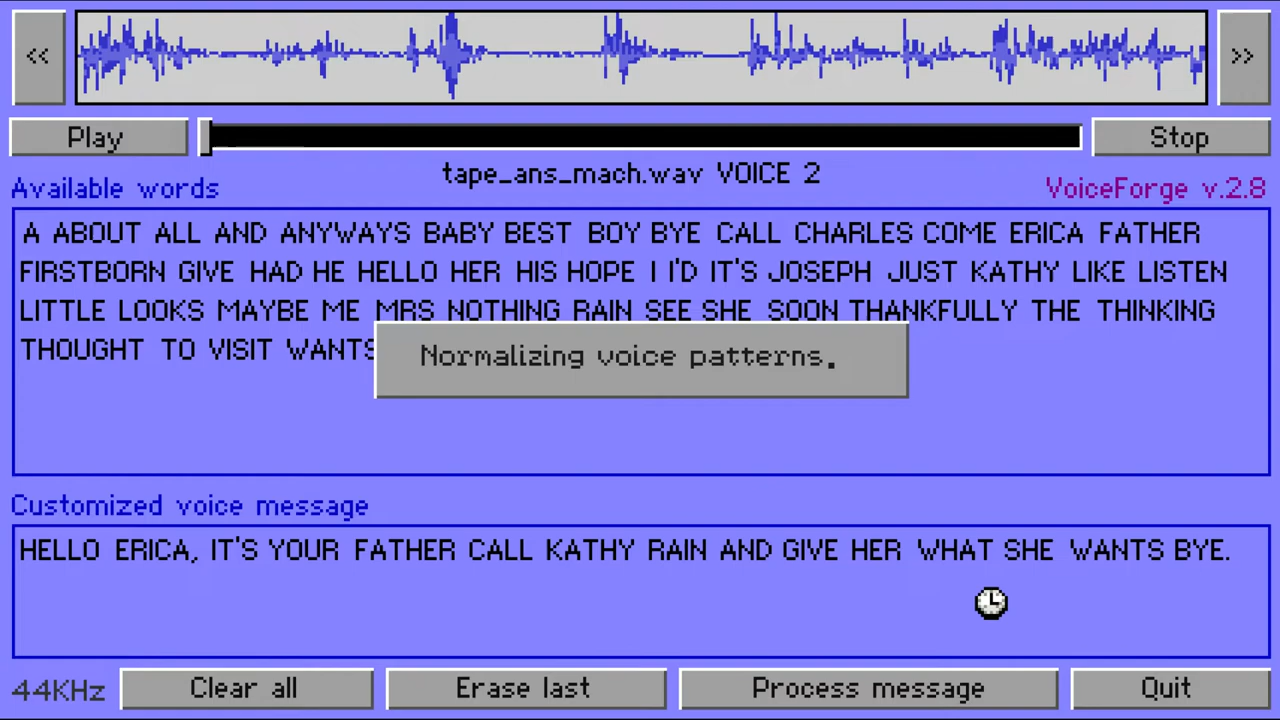 << >>
Play Stop
tape_ans_mach.wav VOICE 2
Available words VoiceForge v.2.8
A ABOUT ALL AND ANYWAYS BABY BEST BOY BYE CALL CHARLES COME ERICA FATHER
FIRSTBORN GIVE HAD HE HELLO HER HIS HOPE I I'D IT'S JOSEPH JUST KATHY LIKE LISTEN
LITTLE LOOKS MAYBE ME MRS NOTHING RAIN SEE SHE SOON THANKFULLY THE THINKING
THOUGHT TO VISIT WANTS
Normalizing voice patterns.
Customized voice message
HELLO ERICA, IT'S YOUR FATHER CALL KATHY RAIN AND GIVE HER WHAT SHE WANTS BYE.
44KHz Clear all Erase last Process message Quit